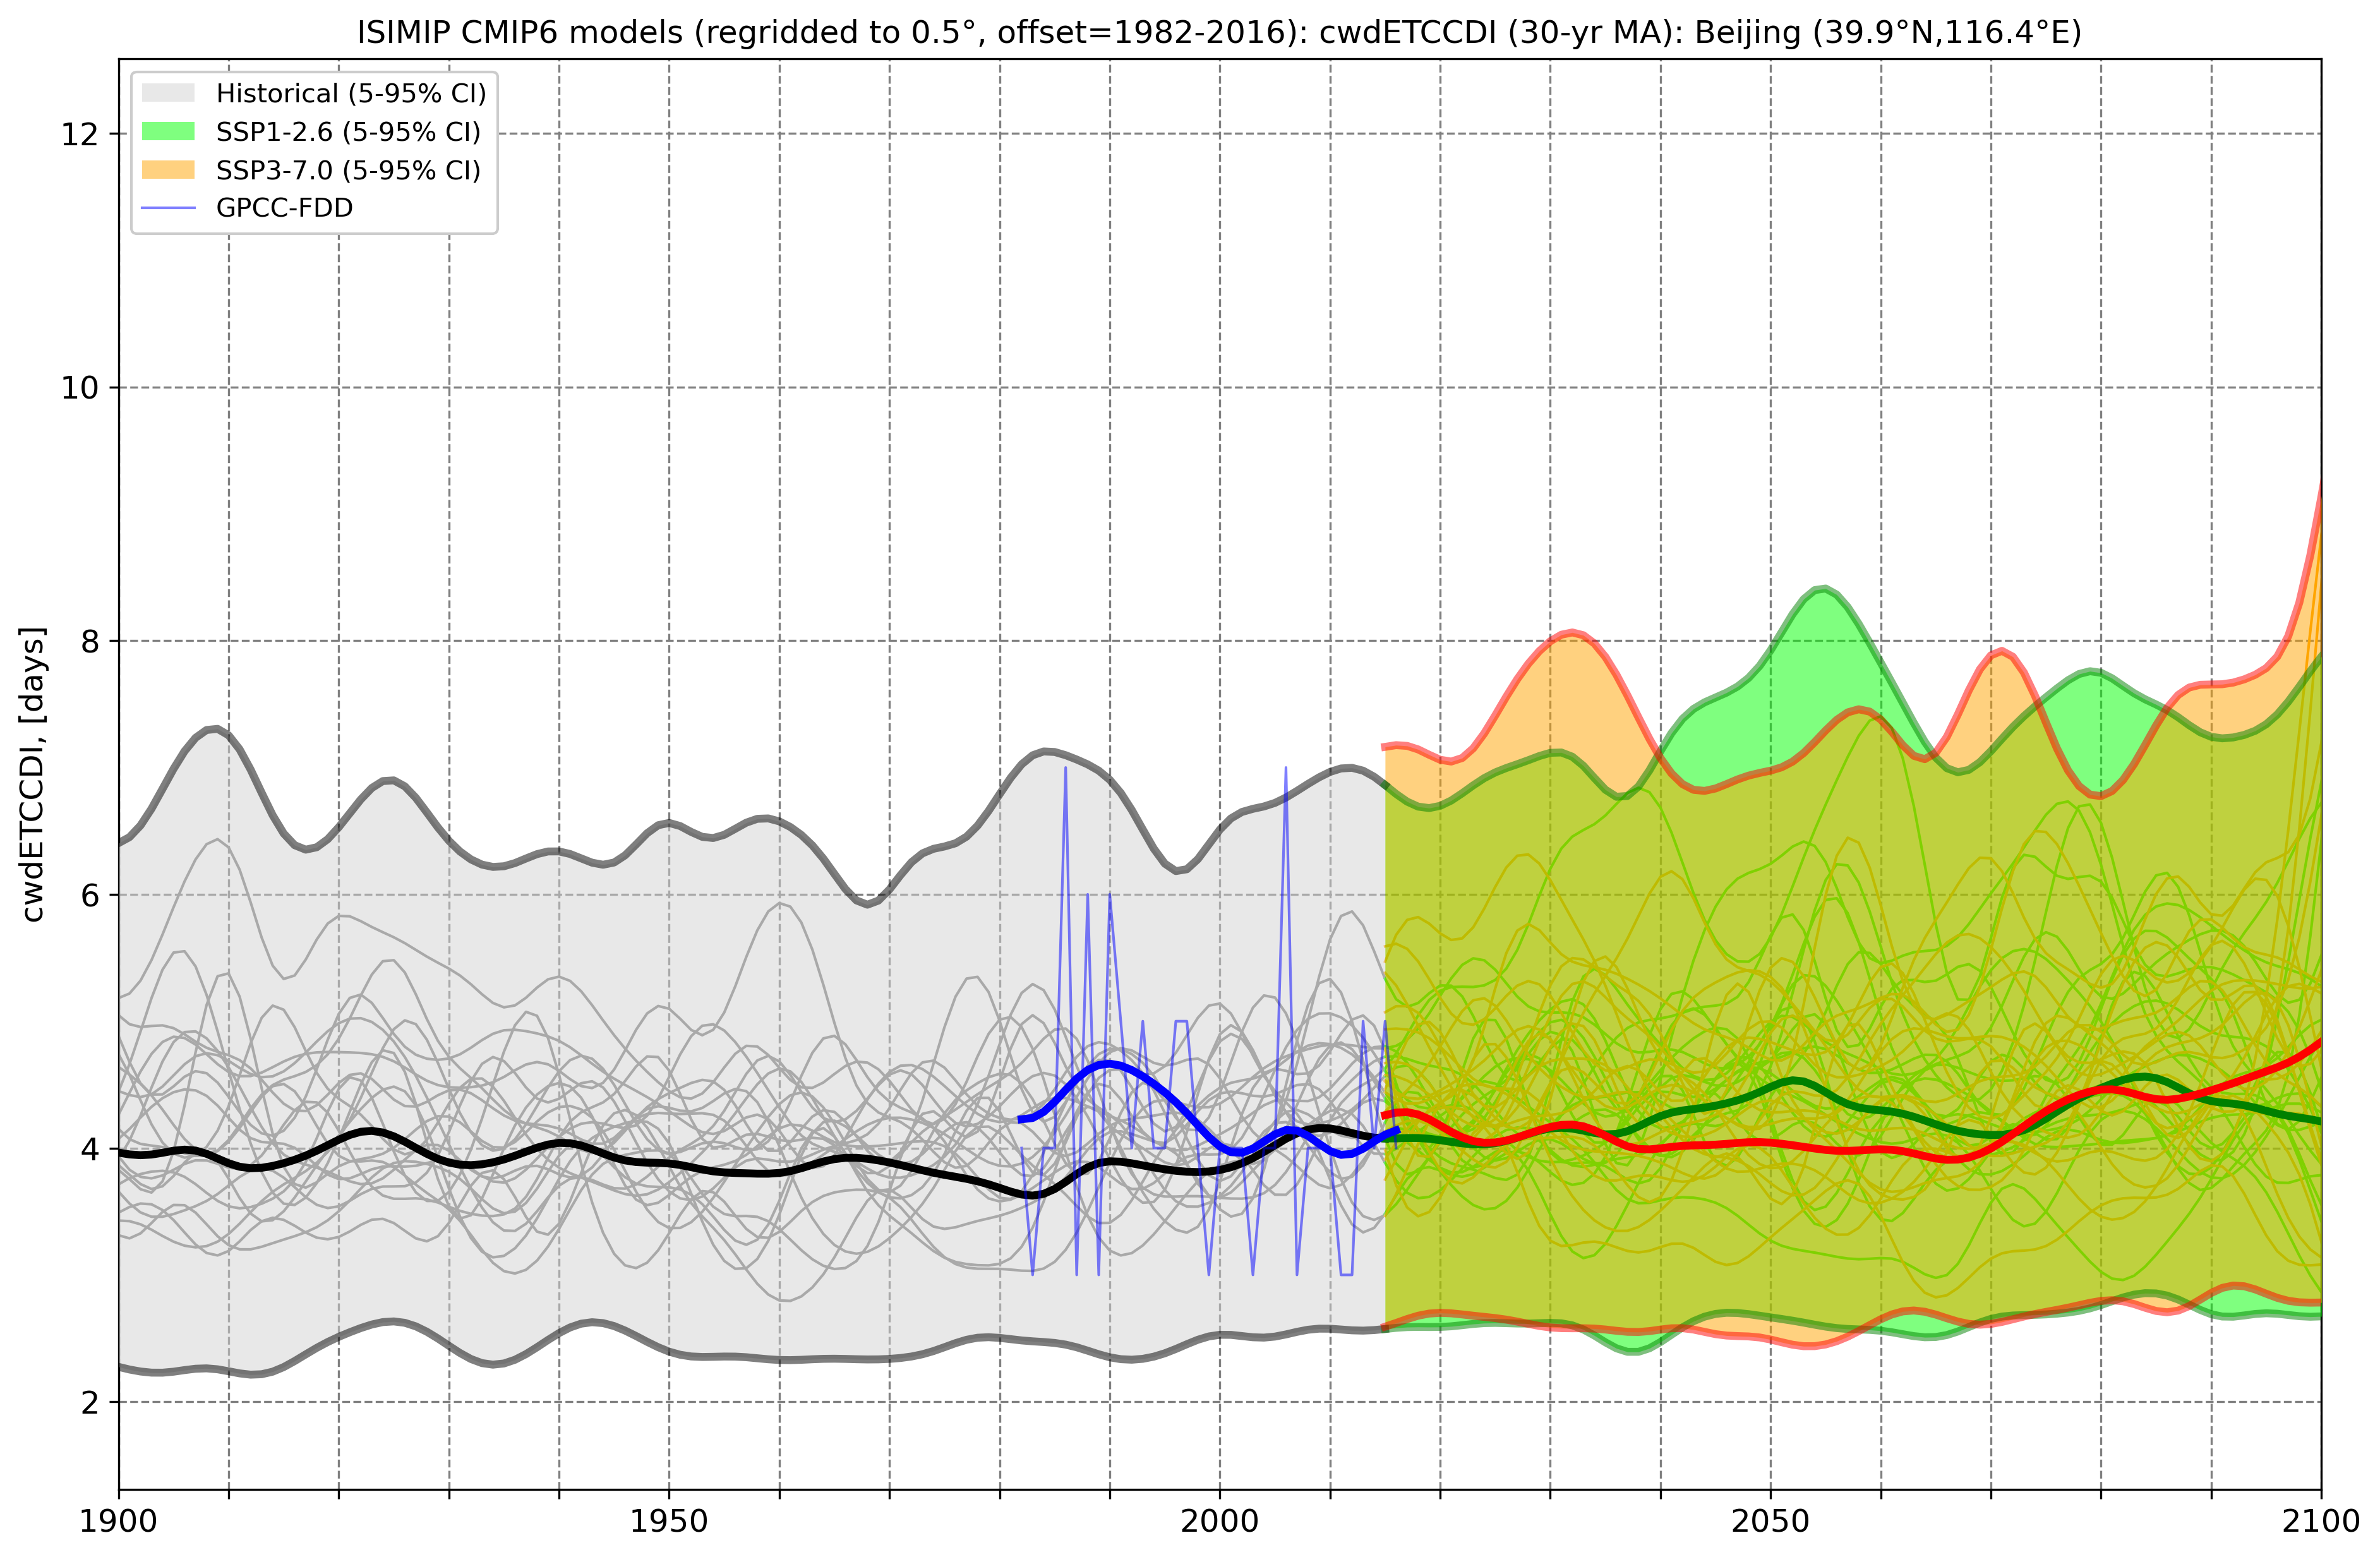 ISIMIP CMIP6 models (regridded to 0.5°, offset=1982-2016): cwdETCCDI (30-yr MA): Beijing (39.9°N,116.4°E)
Historical (5-95% CI)
SSP1-2.6 (5-95% CI)
SSP3-7.0 (5-95% CI)
GPCC-FDD
cwdETCCDI, [days]
12
10
8
6
4
2
1900
1950
2000
2050
2100